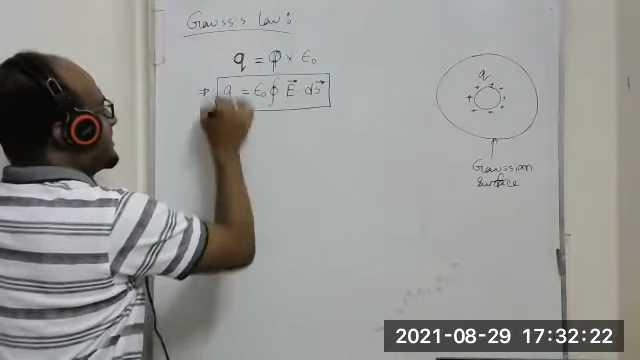 Gauss's law:
q = φ × ε₀
⇒ q = ε₀ ∮ E⃗ ds⃗
q
+ + + + + + +
Gaussian
Surface
2021-08-29 17:32:22